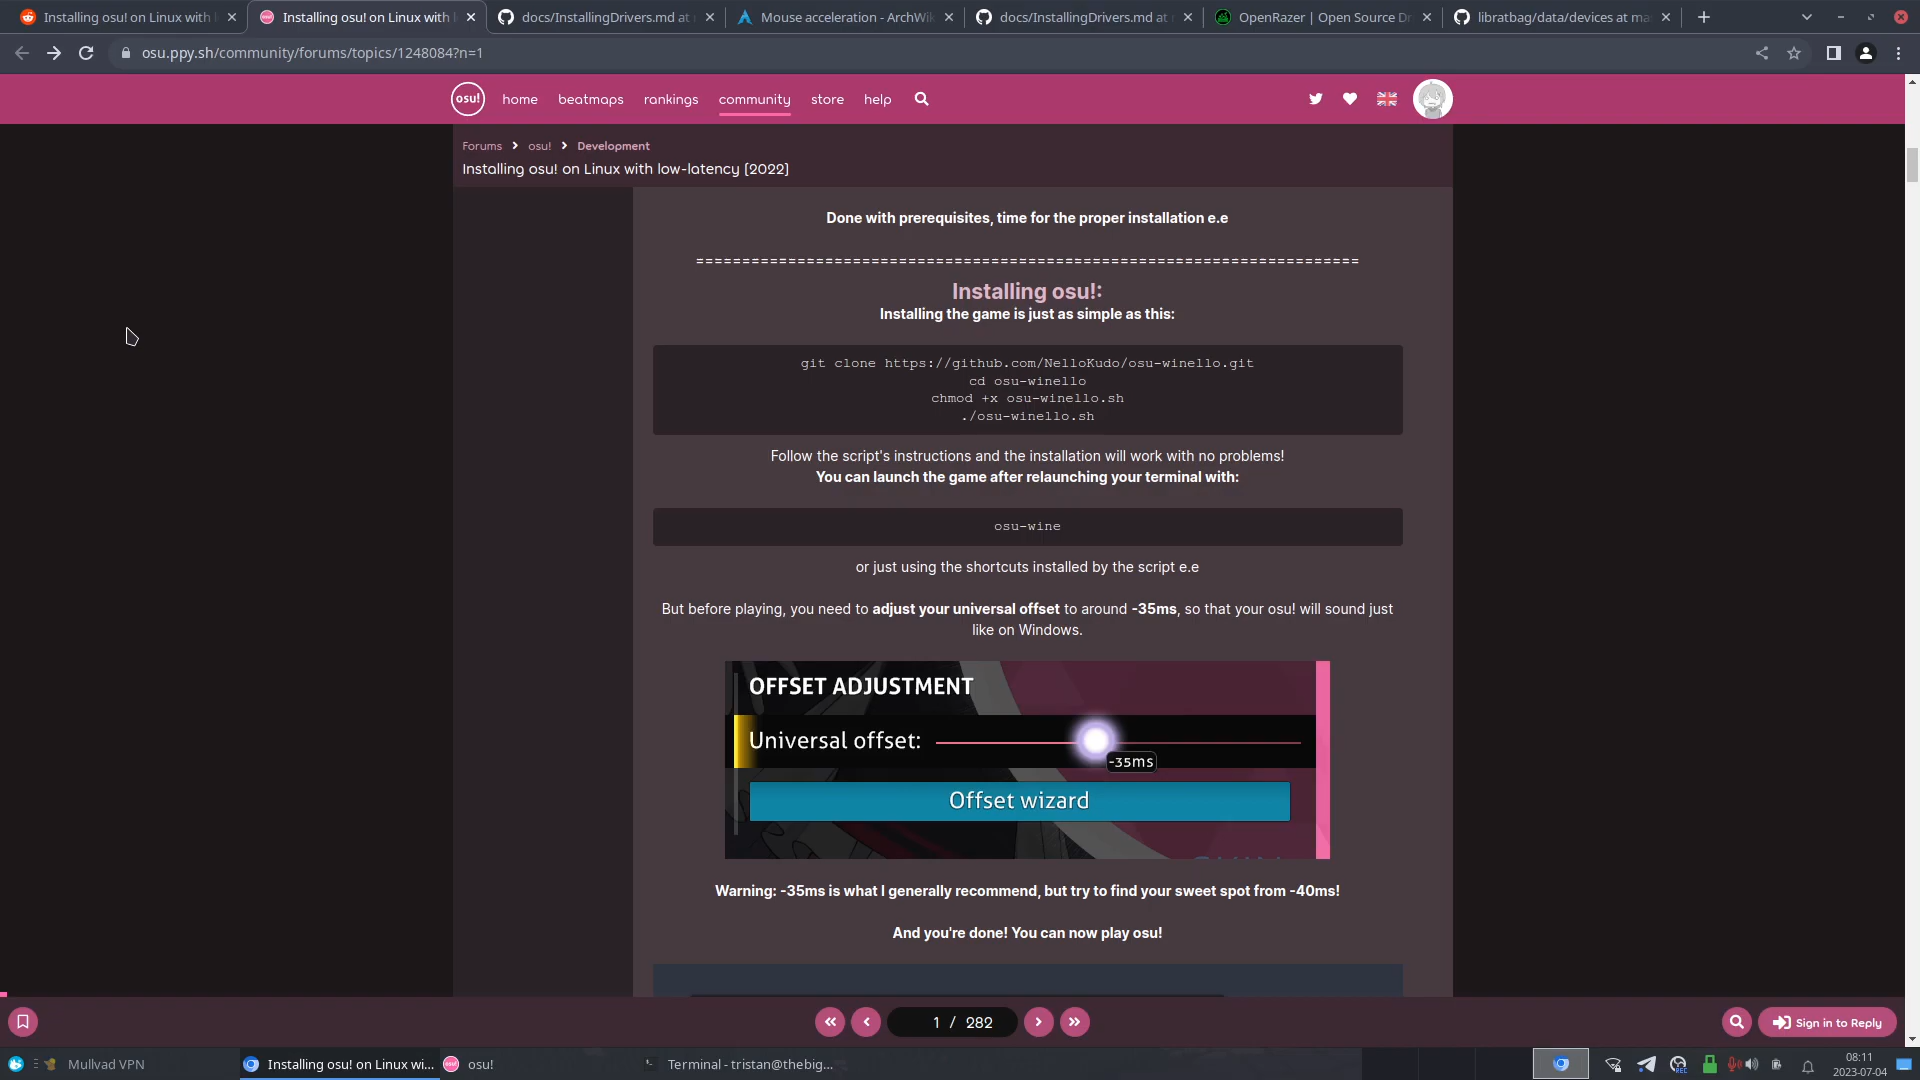 Installing osu! on Linux with l
Installing osu! on Linux with l
docs/InstallingDrivers.md at r
Mouse acceleration - ArchWik
docs/InstallingDrivers.md at r
OpenRazer | Open Source Dr
libratbag/data/devices at ma
osu.ppy.sh/community/forums/topics/1248084?n=1
osu!
home
beatmaps
rankings
community
store
help
Forums > osu! > Development
Installing osu! on Linux with low-latency [2022]
Done with prerequisites, time for the proper installation e.e
=======================================================================
Installing osu!:
Installing the game is just as simple as this:
git clone https://github.com/NelloKudo/osu-winello.git
cd osu-winello
chmod +x osu-winello.sh
./osu-winello.sh
Follow the script's instructions and the installation will work with no problems!
You can launch the game after relaunching your terminal with:
osu-wine
or just using the shortcuts installed by the script e.e
But before playing, you need to adjust your universal offset to around -35ms, so that your osu! will sound just
like on Windows.
OFFSET ADJUSTMENT
Universal offset:
-35ms
Offset wizard
Warning: -35ms is what I generally recommend, but try to find your sweet spot from -40ms!
And you're done! You can now play osu!
1 / 282
Sign in to Reply
Mullvad VPN
Installing osu! on Linux wi...
osu!
Terminal - tristan@thebig...
REC
08:11
2023-07-04